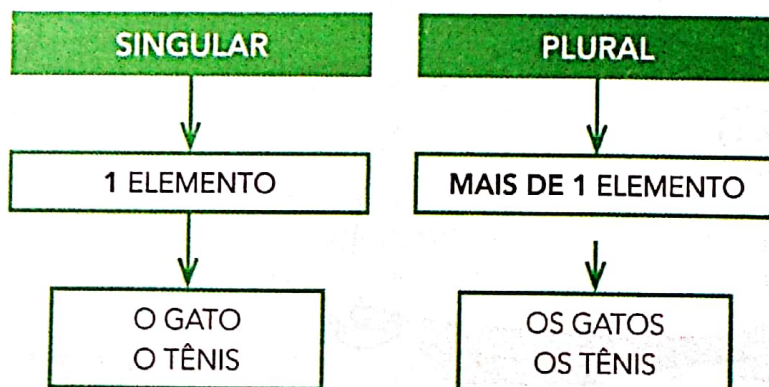 SINGULAR
1 ELEMENTO
O GATO
O TÊNIS
PLURAL
MAIS DE 1 ELEMENTO
OS GATOS
OS TÊNIS